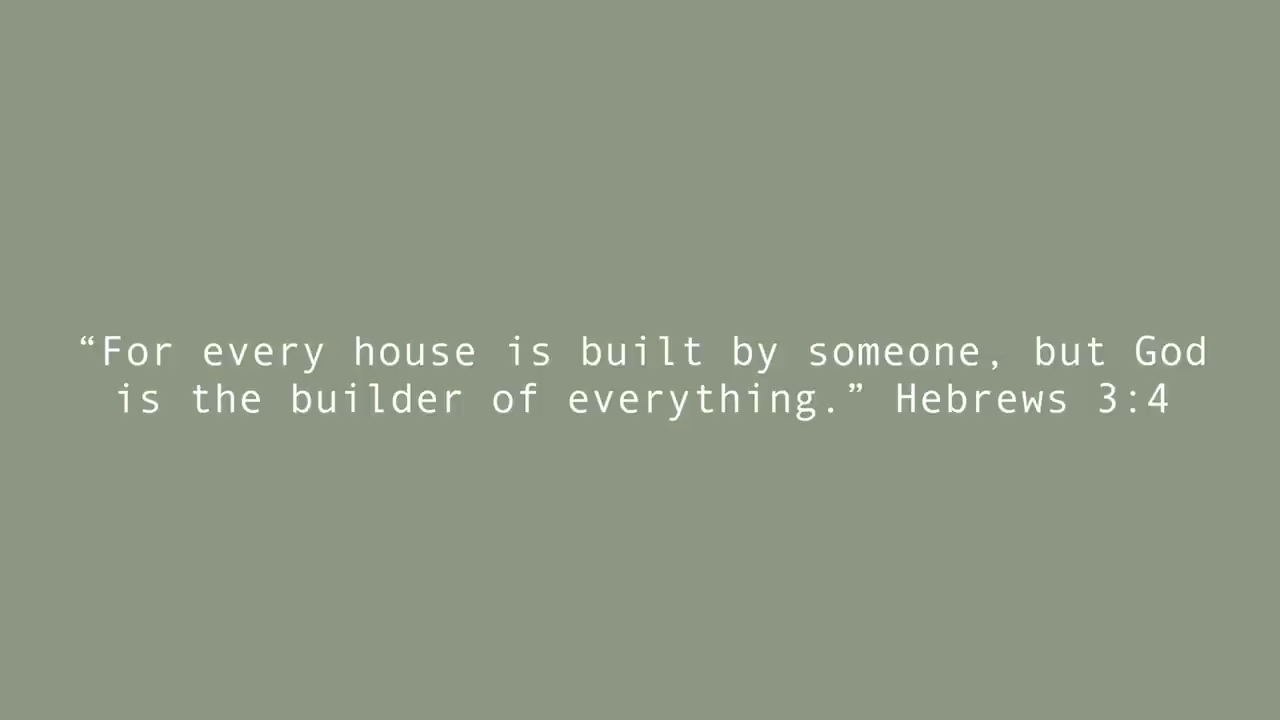 “For every house is built by someone, but God
is the builder of everything.” Hebrews 3:4